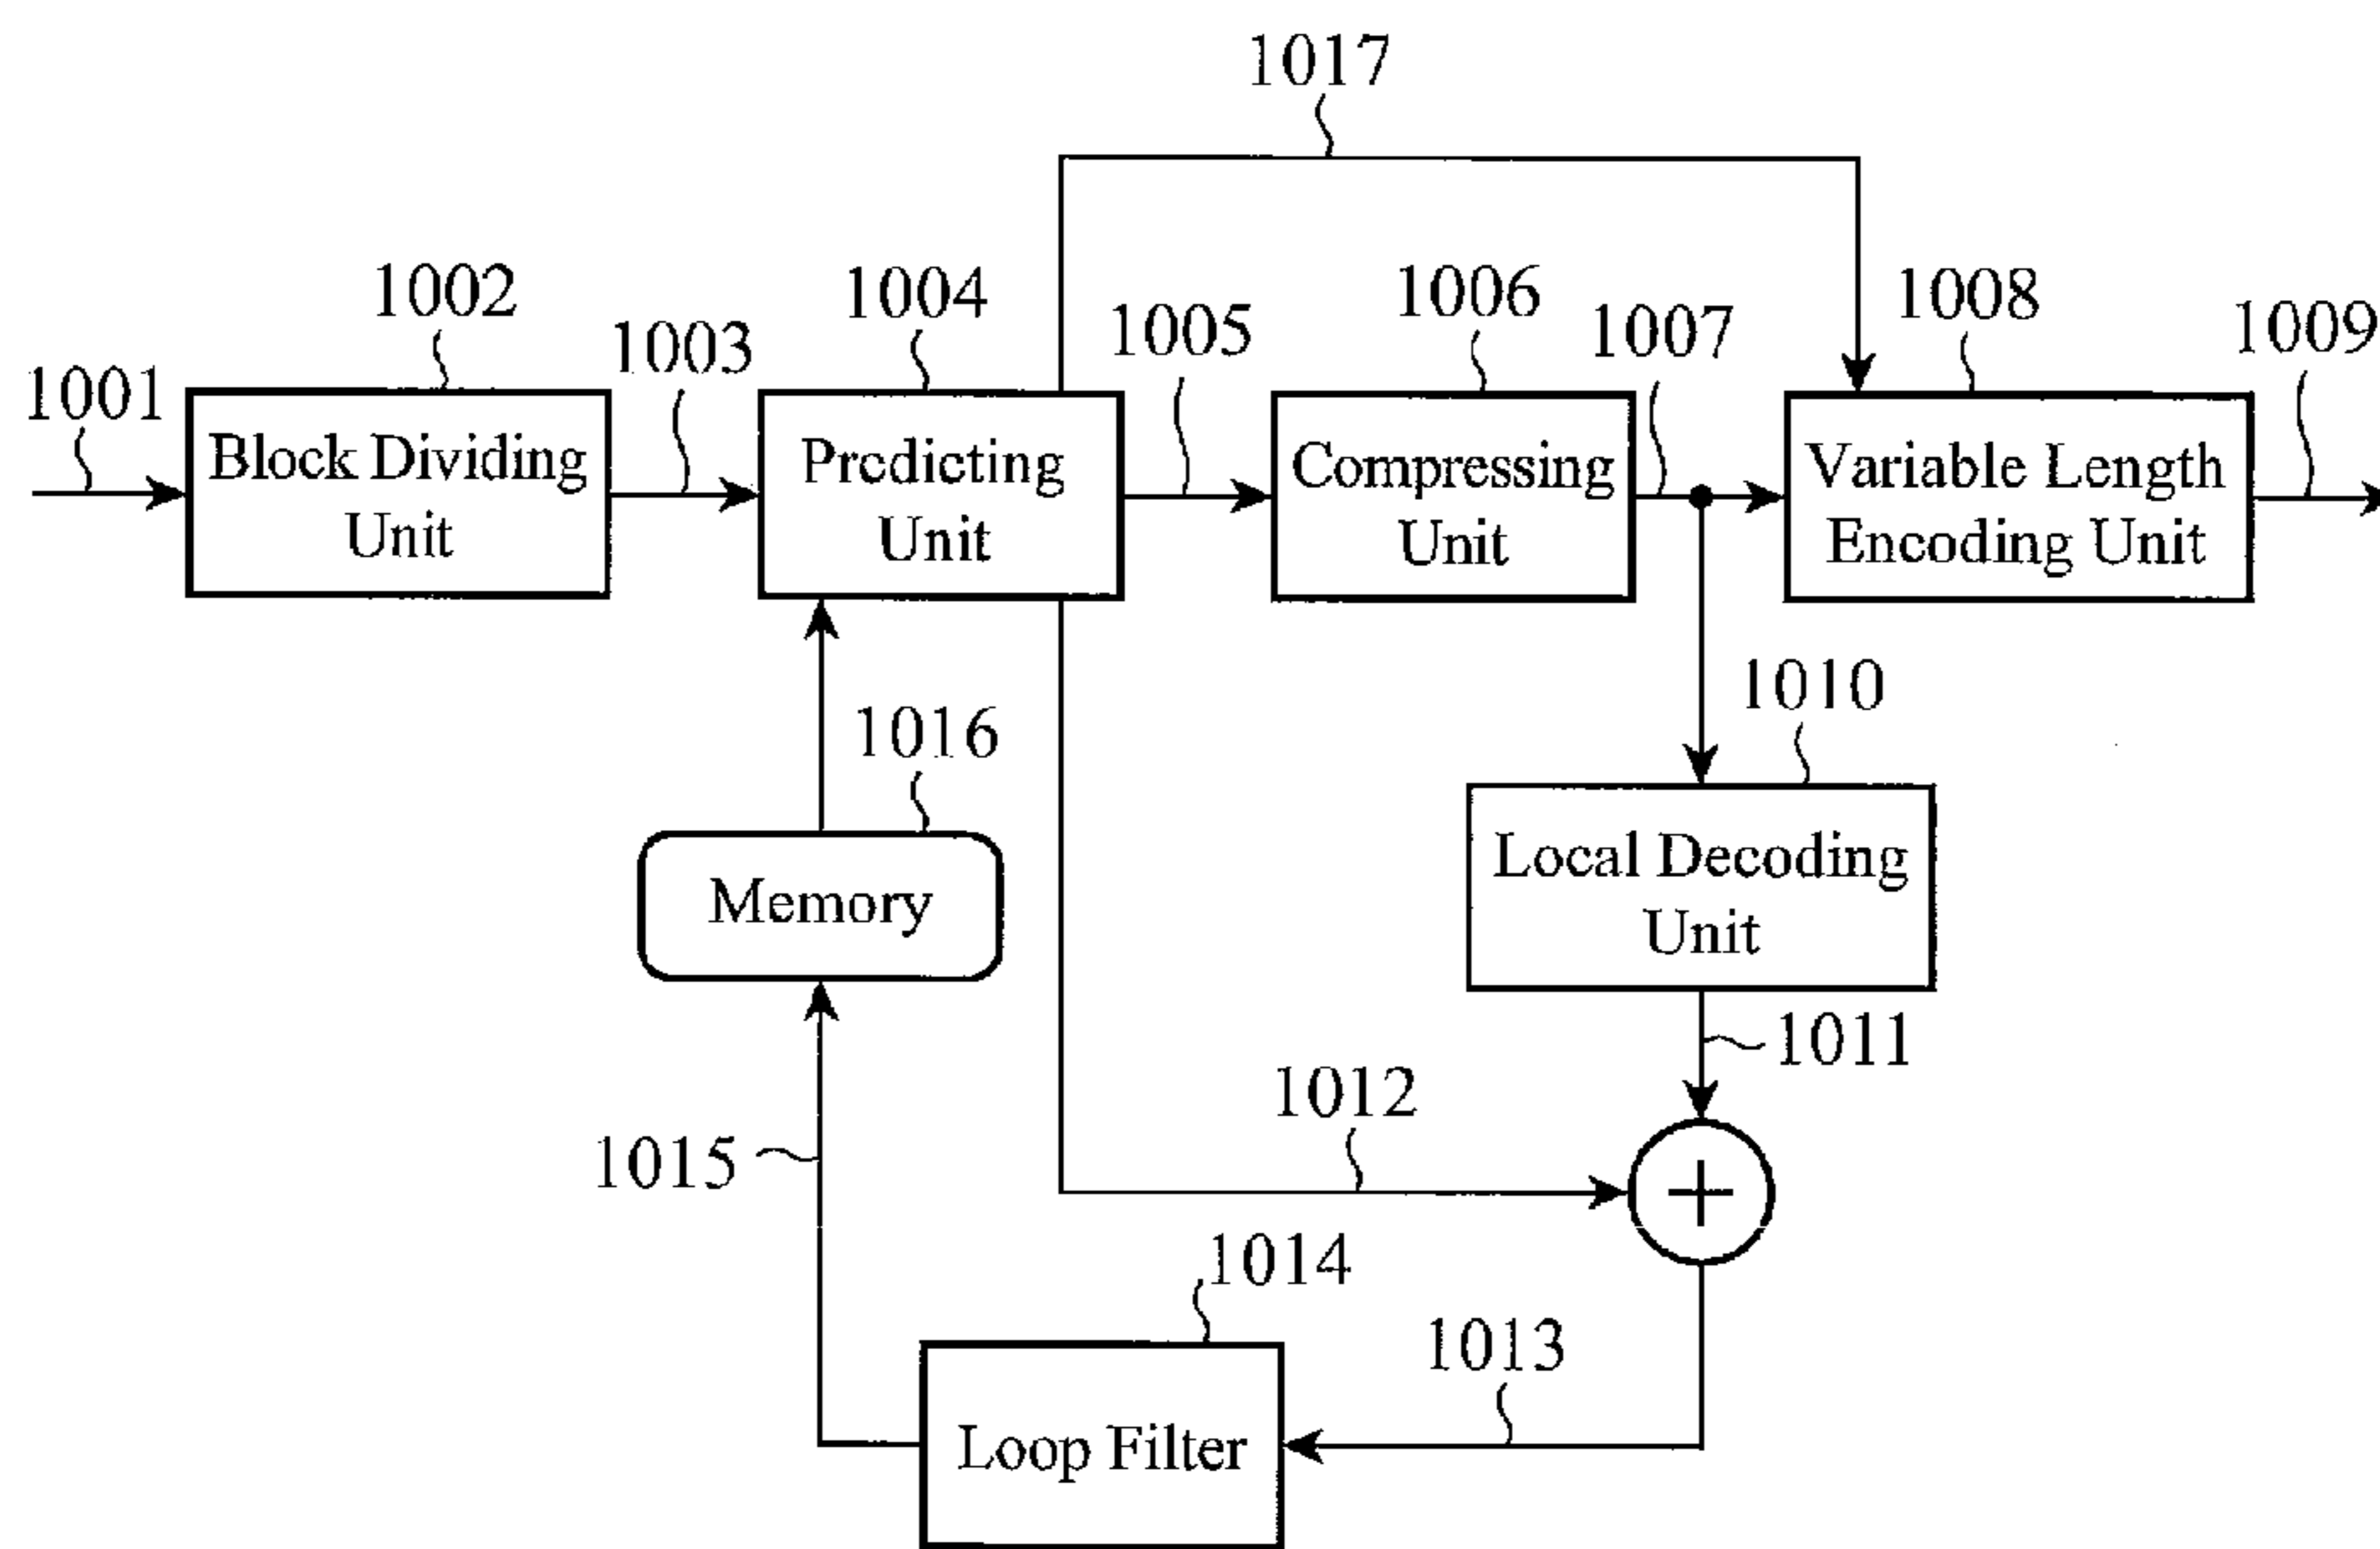 1017
1002
1004
1006
1008
1009
1001
1003
1005
1007
Block Dividing
Unit
Predicting
Unit
Compressing
Unit
Variable Length
Encoding Unit
1010
1016
Local Decoding
Unit
Memory
1011
1012
1015
+
1014
1013
Loop Filter